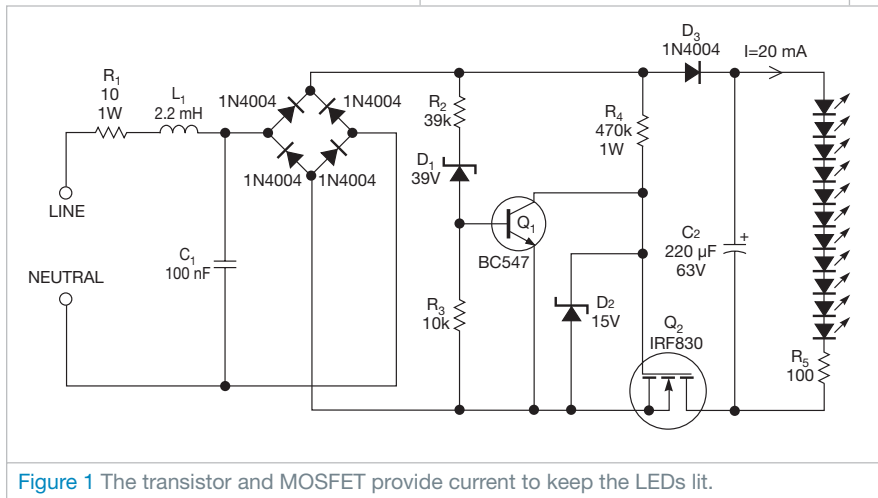 R1
10
1W
L1
2.2 mH
1N4004
1N4004
1N4004
1N4004
LINE
NEUTRAL
C1
100 nF
R2
39k
D1
39V
R3
10k
Q1
BC547
D2
15V
R4
470k
1W
D3
1N4004
I=20 mA
C2
220 µF
63V
+
Q2
IRF830
R5
100
Figure 1 The transistor and MOSFET provide current to keep the LEDs lit.